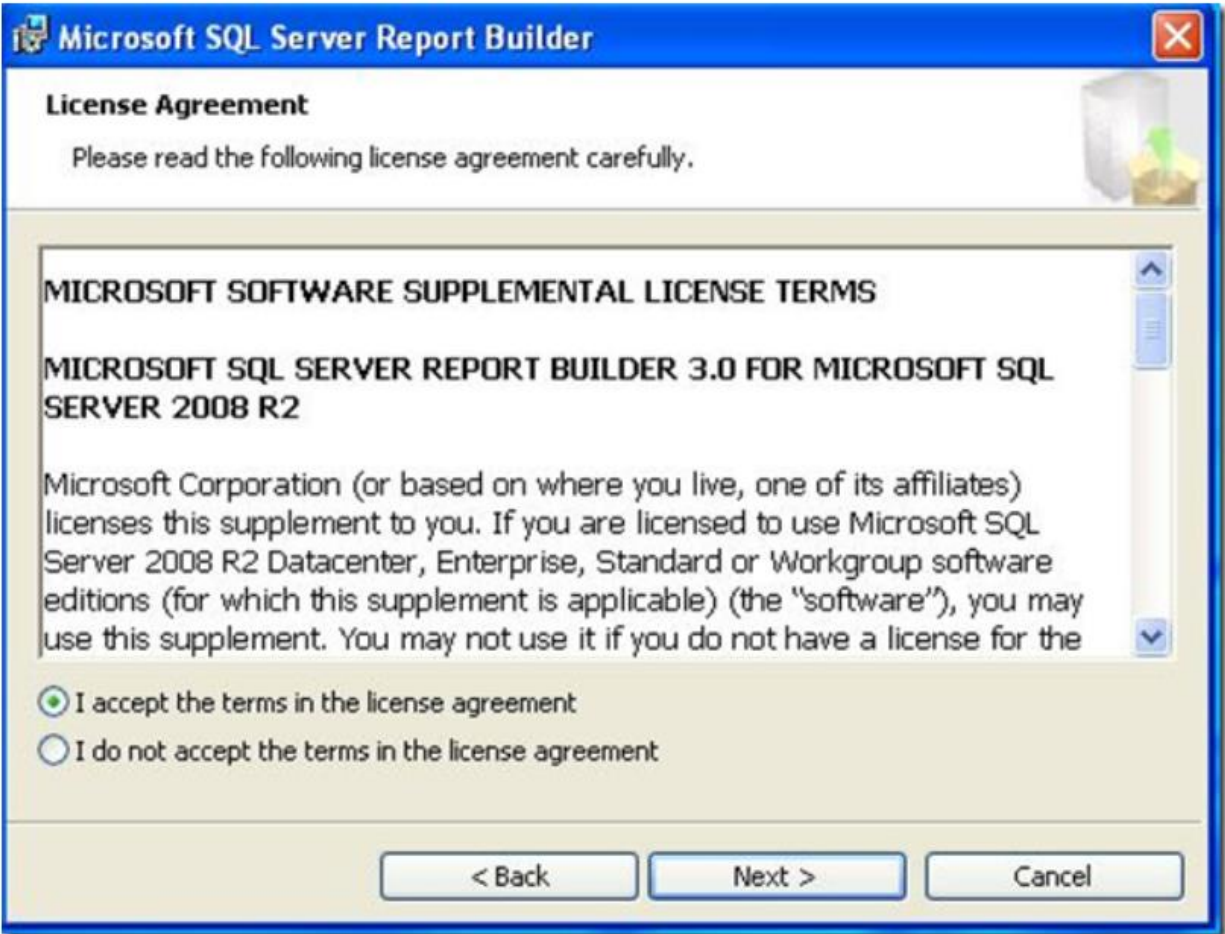 Microsoft SQL Server Report Builder
License Agreement
Please read the following license agreement carefully.
MICROSOFT SOFTWARE SUPPLEMENTAL LICENSE TERMS
MICROSOFT SQL SERVER REPORT BUILDER 3.0 FOR MICROSOFT SQL
SERVER 2008 R2
Microsoft Corporation (or based on where you live, one of its affiliates)
licenses this supplement to you. If you are licensed to use Microsoft SQL
Server 2008 R2 Datacenter, Enterprise, Standard or Workgroup software
editions (for which this supplement is applicable) (the "software"), you may
use this supplement. You may not use it if you do not have a license for the
I accept the terms in the license agreement
I do not accept the terms in the license agreement
< Back Next > Cancel